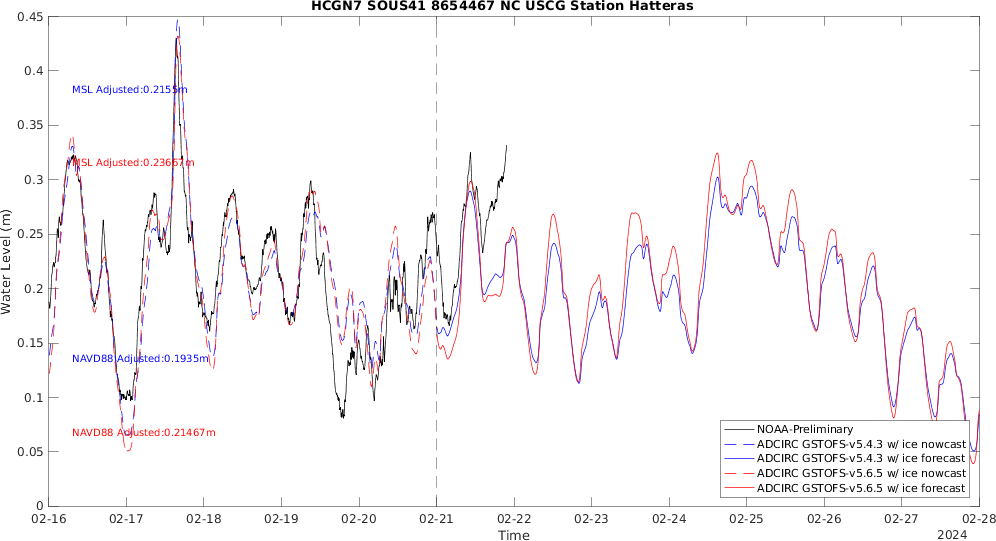 HCGN7 SOUS41 8654467 NC USCG Station Hatteras
Water Level (m)
0.45
0.4
0.35
0.3
0.25
0.2
0.15
0.1
0.05
0
MSL Adjusted:0.2155m
MSL Adjusted:0.23667m
NAVD88 Adjusted:0.1935m
NAVD88 Adjusted:0.21467m
NOAA-Preliminary
ADCIRC GSTOFS-v5.4.3 w/ ice nowcast
ADCIRC GSTOFS-v5.4.3 w/ ice forecast
ADCIRC GSTOFS-v5.6.5 w/ ice nowcast
ADCIRC GSTOFS-v5.6.5 w/ ice forecast
02-16 02-17 02-18 02-19 02-20 02-21 02-22 02-23 02-24 02-25 02-26 02-27 02-28
Time
2024